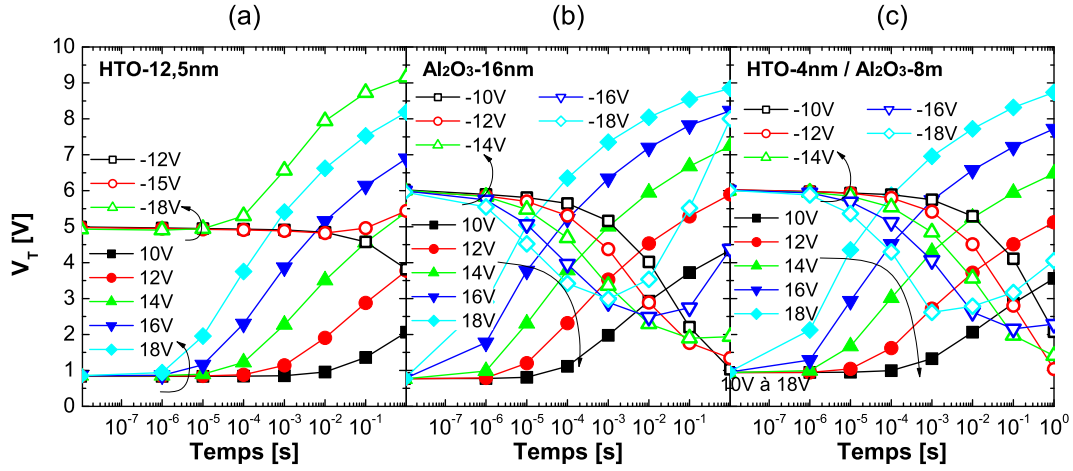 (a)
(b)
(c)
10
9
8
7
6
5
4
3
2
1
0
V_T [V]
HTO-12,5nm
-12V
-15V
-18V
10V
12V
14V
16V
18V
10⁻⁷ 10⁻⁶ 10⁻⁵ 10⁻⁴ 10⁻³ 10⁻² 10⁻¹
Temps [s]
Al₂O₃-16nm
-10V
-12V
-14V
-16V
-18V
10V
12V
14V
16V
18V
10⁻⁷ 10⁻⁶ 10⁻⁵ 10⁻⁴ 10⁻³ 10⁻² 10⁻¹
Temps [s]
HTO-4nm / Al₂O₃-8m
-10V
-12V
-14V
-16V
-18V
10V
12V
14V
16V
18V
10V à 18V
10⁻⁷ 10⁻⁶ 10⁻⁵ 10⁻⁴ 10⁻³ 10⁻² 10⁻¹ 10⁰
Temps [s]